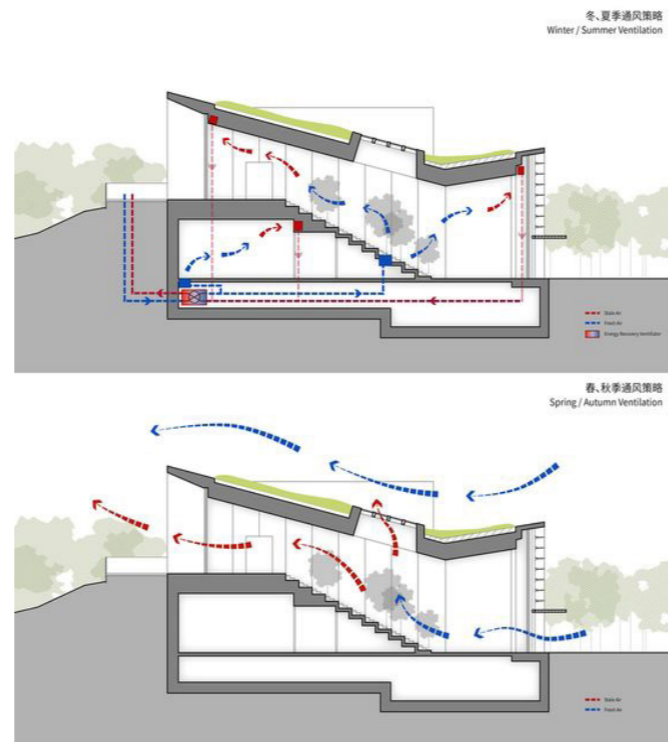 冬、夏季通风策略
Winter / Summer Ventilation
Stale Air
Fresh Air
Energy Recovery Ventilator
春、秋季通风策略
Spring / Autumn Ventilation
Stale Air
Fresh Air